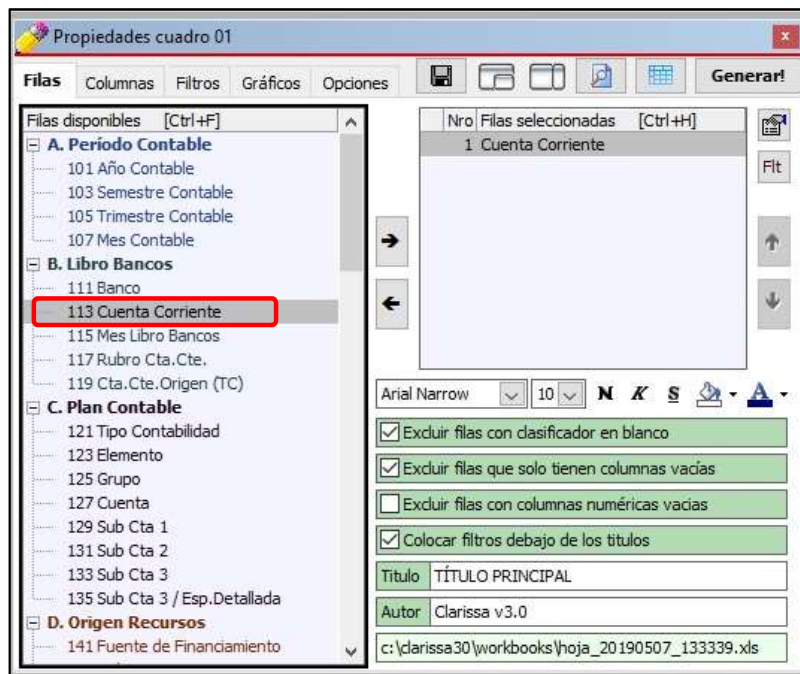 Propiedades cuadro 01
Filas Columnas Filtros Gráficos Opciones Generar!
Filas disponibles [Ctrl+F]
A. Período Contable
101 Año Contable
103 Semestre Contable
105 Trimestre Contable
107 Mes Contable
B. Libro Bancos
111 Banco
113 Cuenta Corriente
115 Mes Libro Bancos
117 Rubro Cta.Cte.
119 Cta.Cte.Origen (TC)
C. Plan Contable
121 Tipo Contabilidad
123 Elemento
125 Grupo
127 Cuenta
129 Sub Cta 1
131 Sub Cta 2
133 Sub Cta 3
135 Sub Cta 3 / Esp.Detallada
D. Origen Recursos
141 Fuente de Financiamiento
Nro Filas seleccionadas [Ctrl+H]
1 Cuenta Corriente
Flt
Arial Narrow 10 N K S A
Excluir filas con clasificador en blanco
Excluir filas que solo tienen columnas vacías
Excluir filas con columnas numéricas vacias
Colocar filtros debajo de los titulos
Titulo TÍTULO PRINCIPAL
Autor Clarissa v3.0
c:\clarissa30\workbooks\hoja_20190507_133339.xls